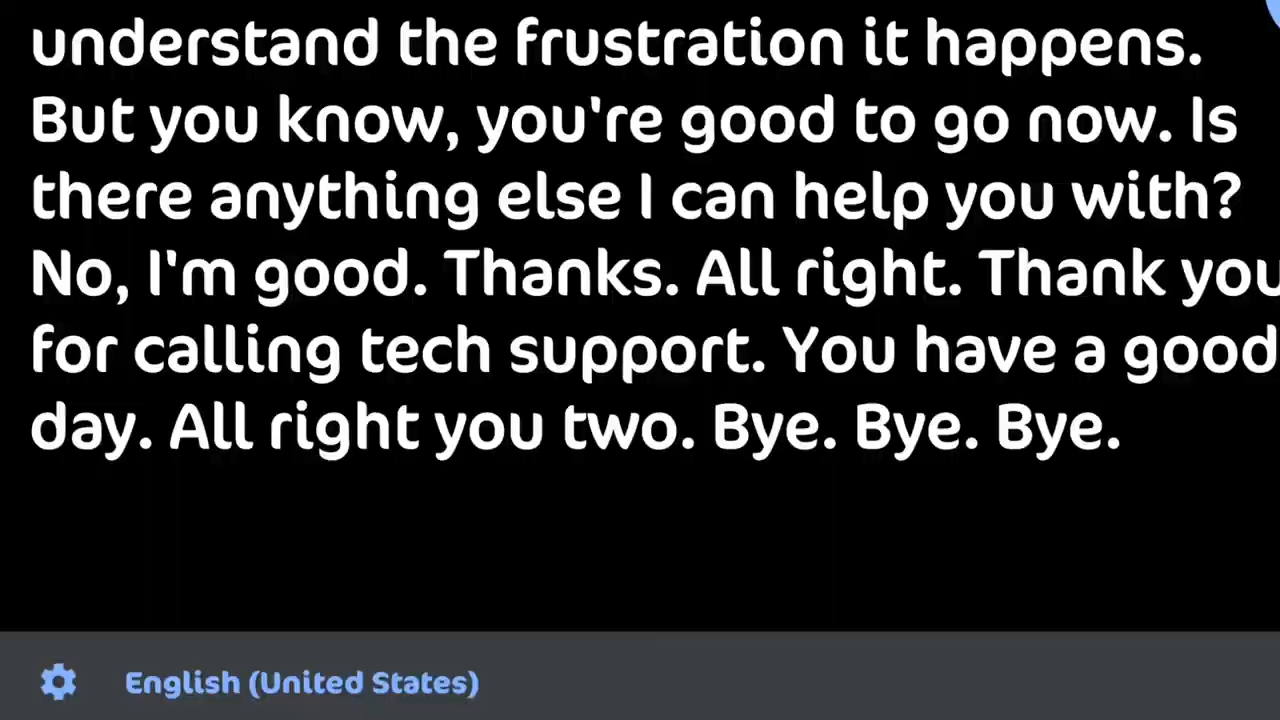 understand the frustration it happens.
But you know, you're good to go now. Is
there anything else I can help you with?
No, I'm good. Thanks. All right. Thank you
for calling tech support. You have a good
day. All right you two. Bye. Bye. Bye.
English (United States)